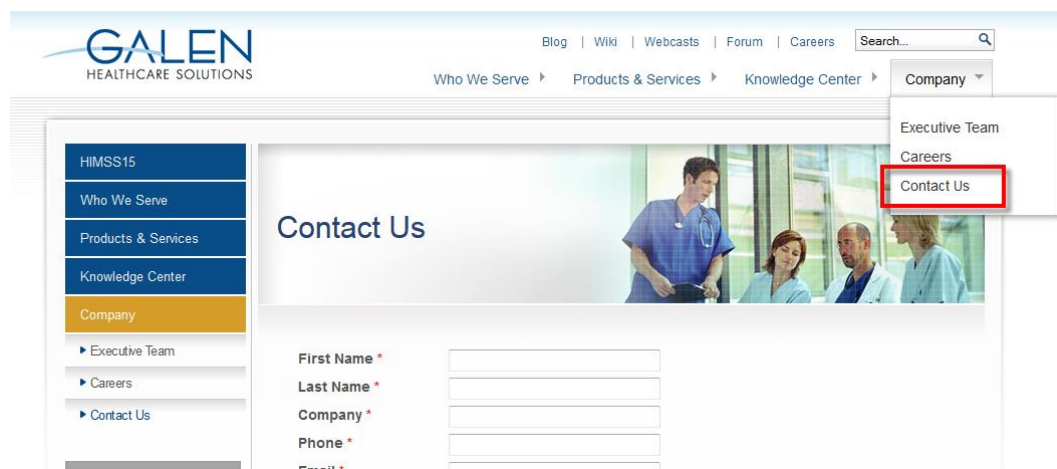 GALEN
HEALTHCARE SOLUTIONS
Blog | Wiki | Webcasts | Forum | Careers
Search...
Who We Serve
Products & Services
Knowledge Center
Company
Executive Team
Careers
Contact Us
HIMSS15
Who We Serve
Products & Services
Knowledge Center
Company
Executive Team
Careers
Contact Us
Contact Us
First Name *
Last Name *
Company *
Phone *
Email *